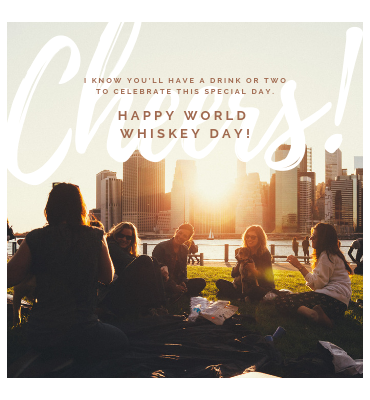 Cheers!
I KNOW YOU'LL HAVE A DRINK OR TWO
TO CELEBRATE THIS SPECIAL DAY.
HAPPY WORLD
WHISKEY DAY!